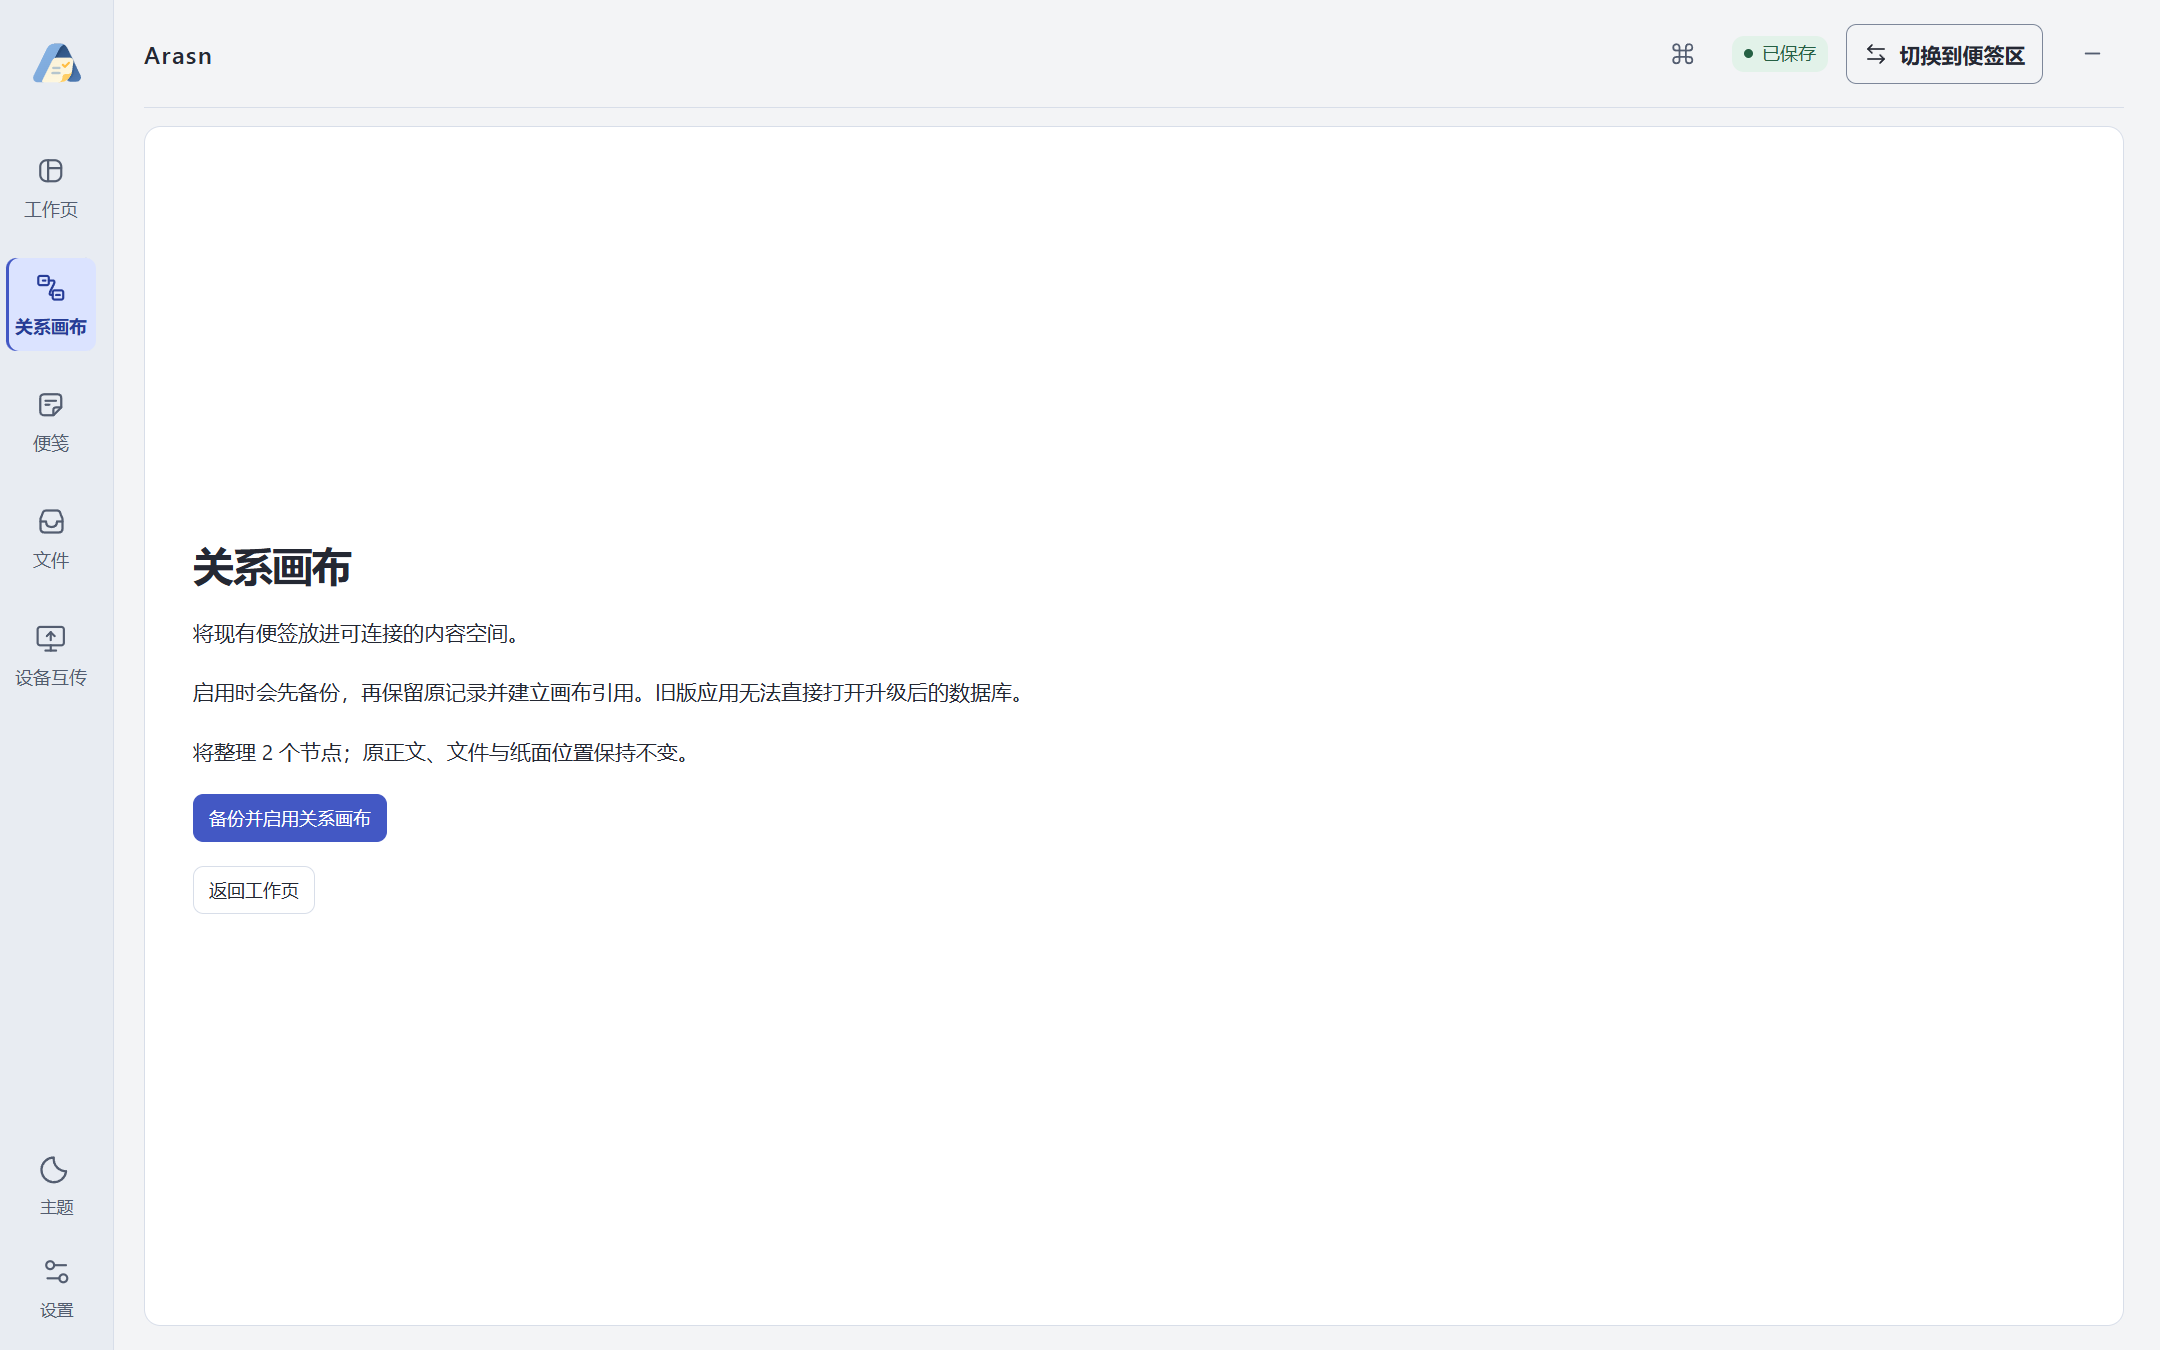 Arasn
已保存
切换到便签区
工作页
关系画布
便笺
文件
设备互传
主题
设置
关系画布
将现有便签放进可连接的内容空间。
启用时会先备份，再保留原记录并建立画布引用。旧版应用无法直接打开升级后的数据库。
将整理 2 个节点；原正文、文件与纸面位置保持不变。
备份并启用关系画布
返回工作页